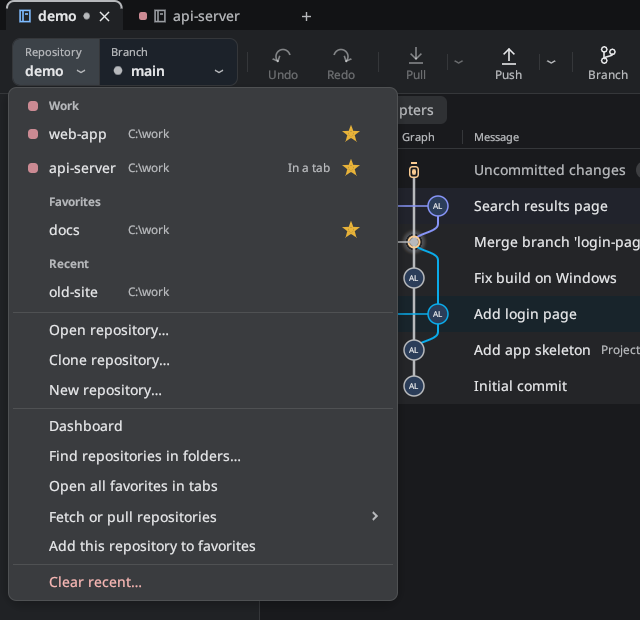 demo
api-server
Repository
demo
Branch
main
Undo
Redo
Pull
Push
Branch
Work
web-app C:\work
api-server C:\work In a tab
Favorites
docs C:\work
Recent
old-site C:\work
Open repository...
Clone repository...
New repository...
Dashboard
Find repositories in folders...
Open all favorites in tabs
Fetch or pull repositories
Add this repository to favorites
Clear recent...
pters
Graph Message
Uncommitted changes
AL Search results page
Merge branch 'login-pag
AL Fix build on Windows
AL Add login page
AL Add app skeleton Project
AL Initial commit